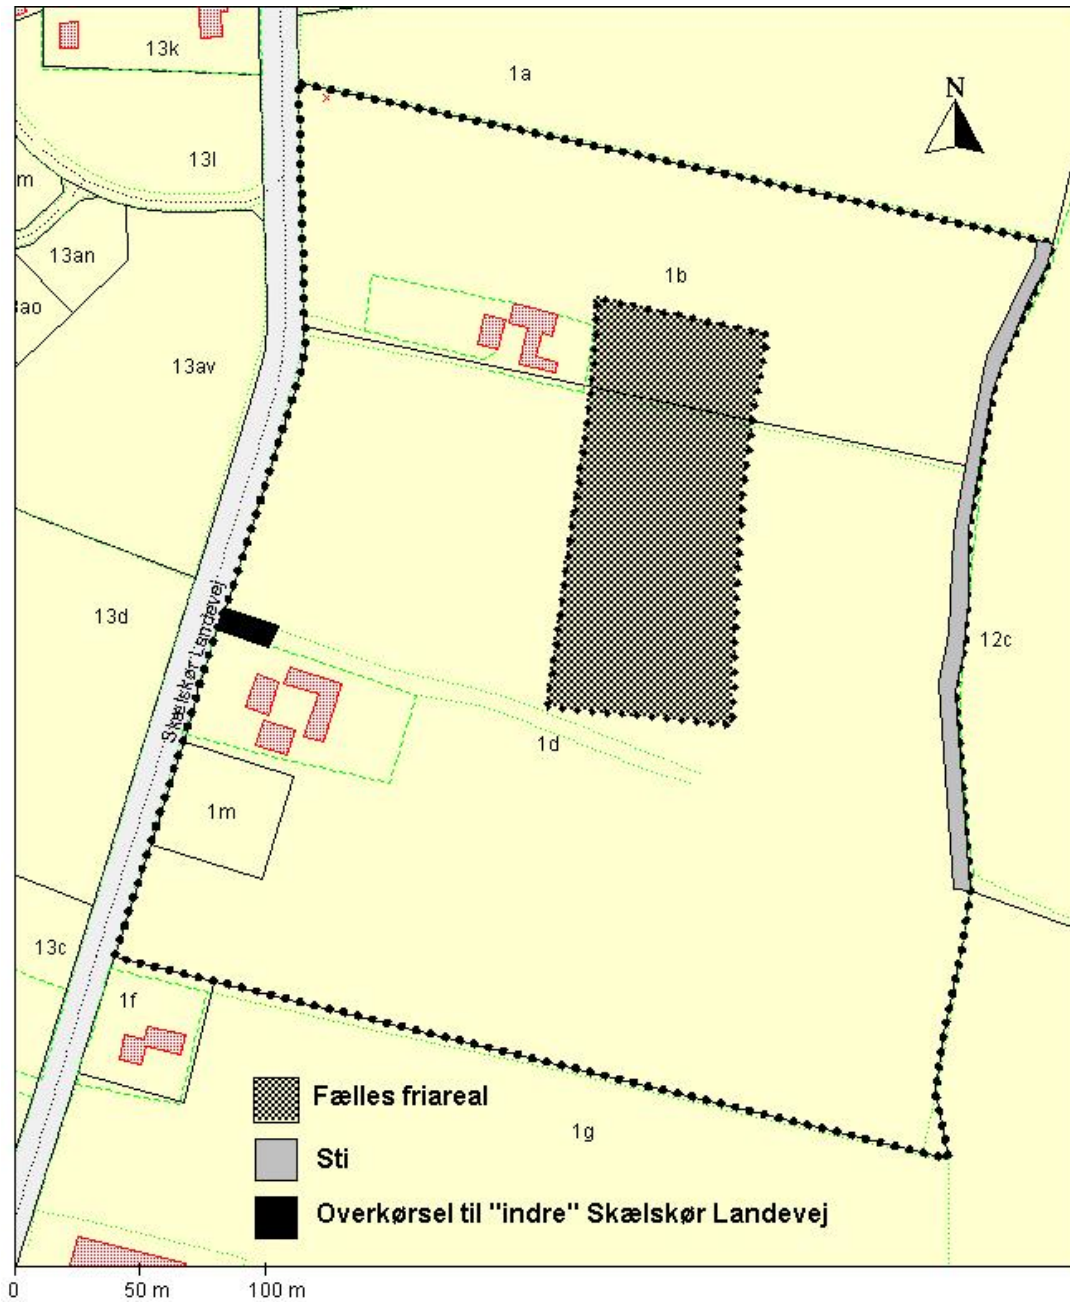 13k
1a
N
13l
m
13an
1b
ao
13av
Skælskør Landevej
13d
12c
1d
1m
13c
1f
Fælles friareal
1g
Sti
Overkørsel til "indre" Skælskør Landevej
0 50 m 100 m